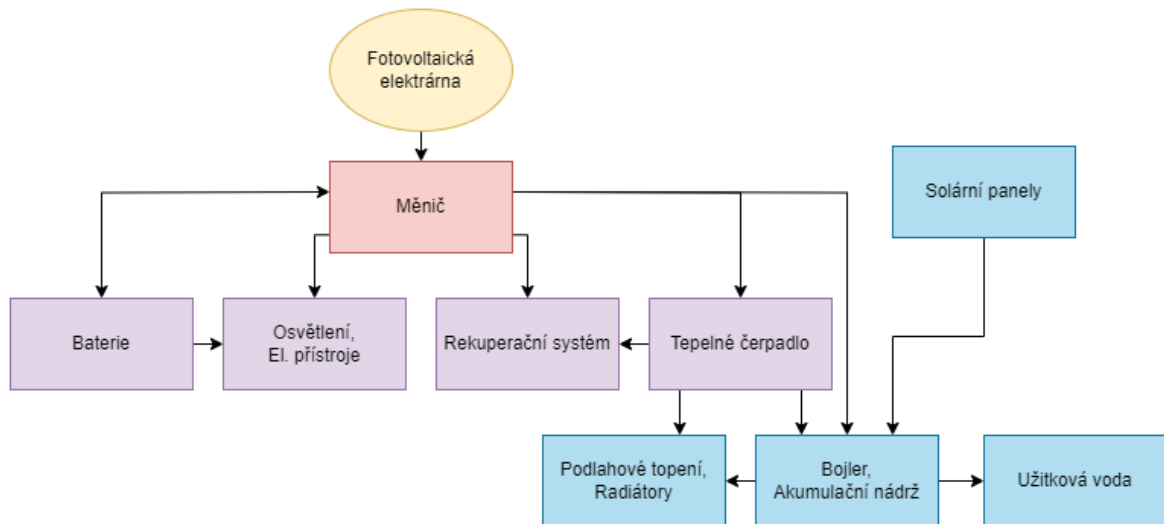 Fotovoltaická
elektrárna
Měnič
Solární panely
Baterie
Osvětlení,
El. přístroje
Rekuperační systém
Tepelné čerpadlo
Podlahové topení,
Radiátory
Bojler,
Akumulační nádrž
Užitková voda